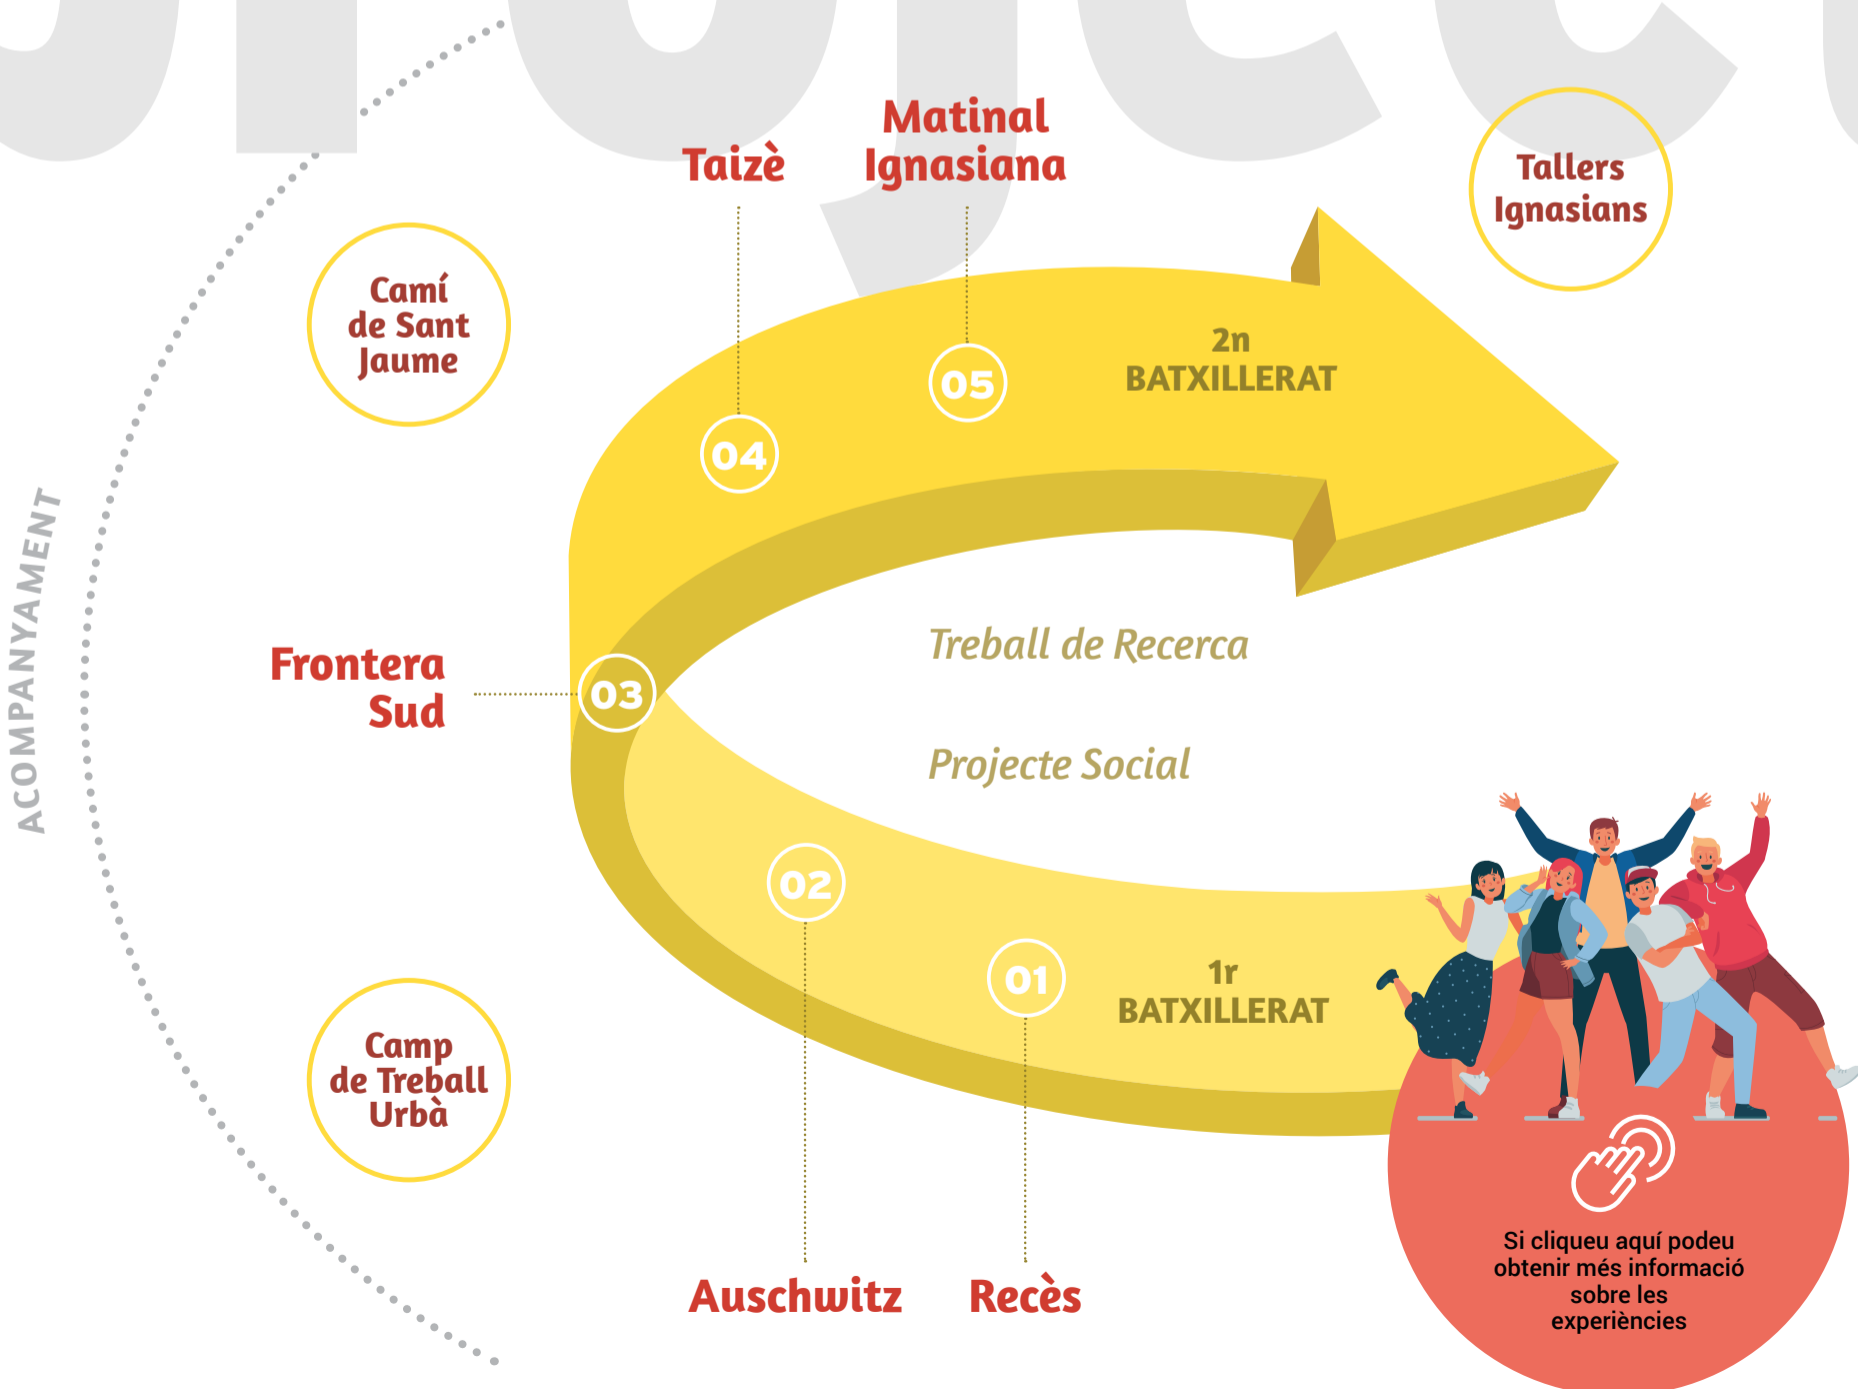 projecte
Matinal
Ignasiana
Taizè
Tallers
Ignasians
Camí
de Sant
Jaume
2n
BATXILLERAT
05
04
ACOMPANYAMENT
Frontera
Sud
03
Treball de Recerca
Projecte Social
02
01
1r
BATXILLERAT
Camp
de Treball
Urbà
Auschwitz
Recès
Si cliqueu aquí podeu
obtenir més informació
sobre les
experiències